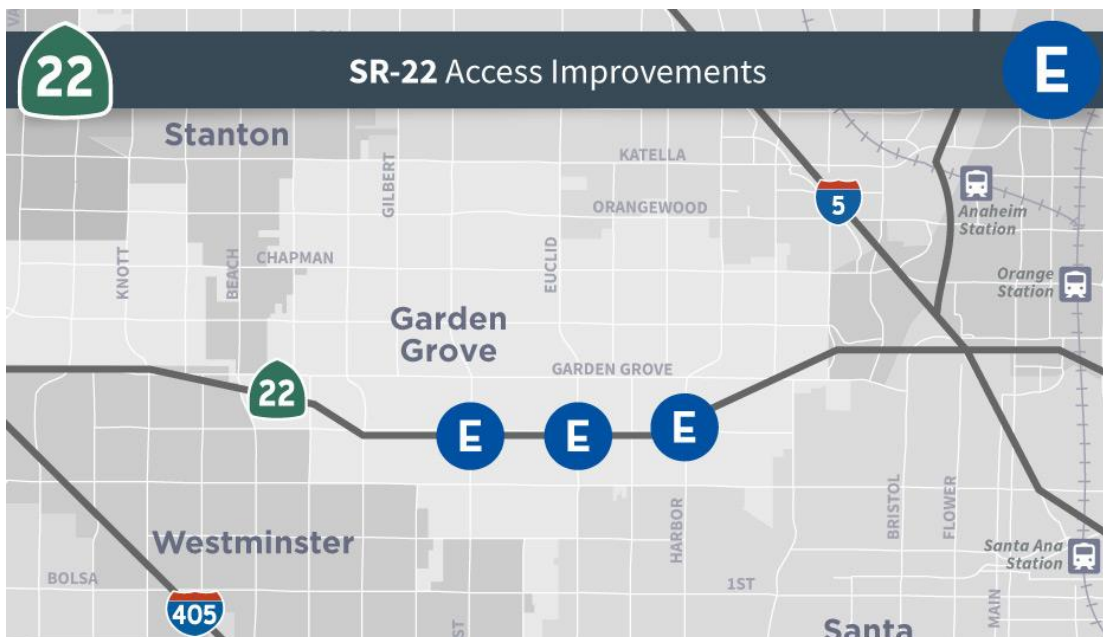 22
SR-22 Access Improvements
E
Stanton
GILBERT
KATELLA
5
ORANGEWOOD
Anaheim
Station
KNOTT
BEACH
CHAPMAN
EUCLID
Orange
Station
Garden
Grove
GARDEN GROVE
22
E
E
E
HARBOR
BRISTOL
FLOWER
Westminster
Santa Ana
Station
BOLSA
1ST
405
MAIN
Santa